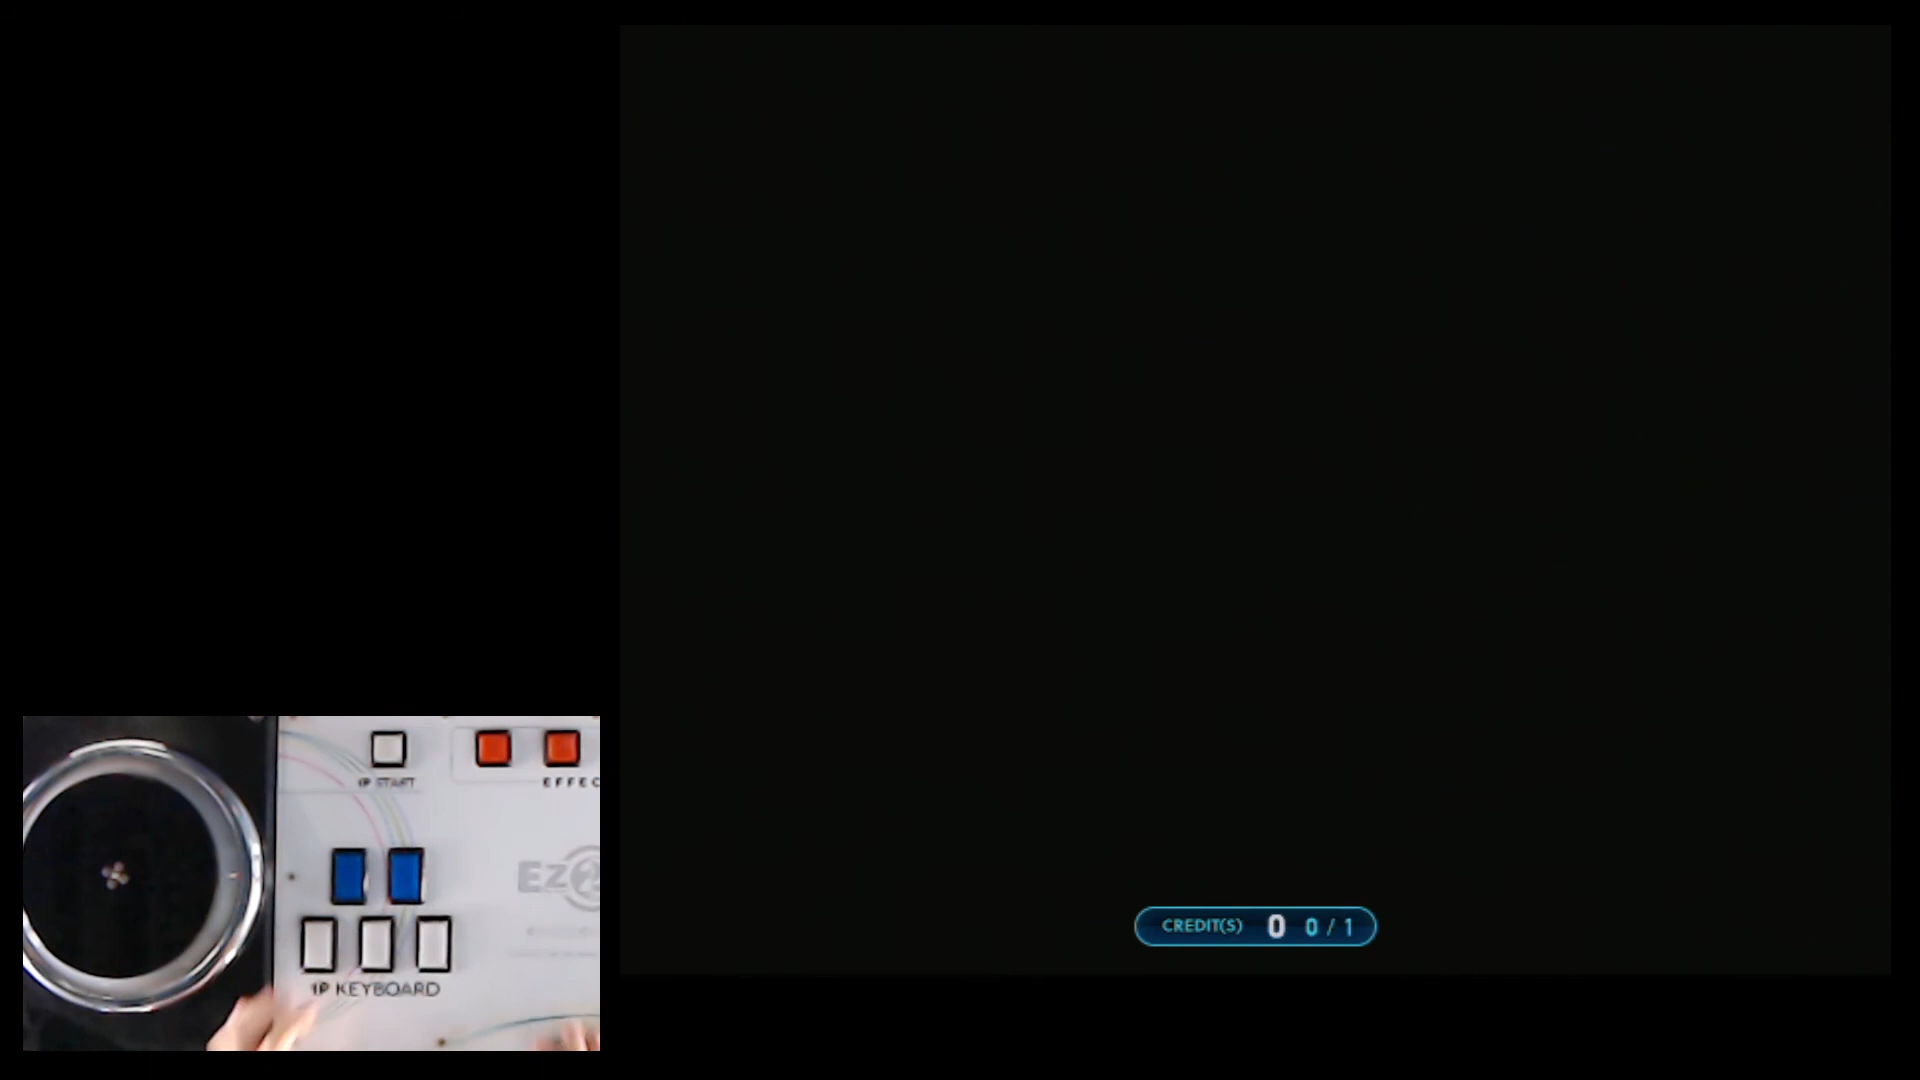 1P START
EFFEC
EZ
1P KEYBOARD
CREDIT(S) 0 0 / 1